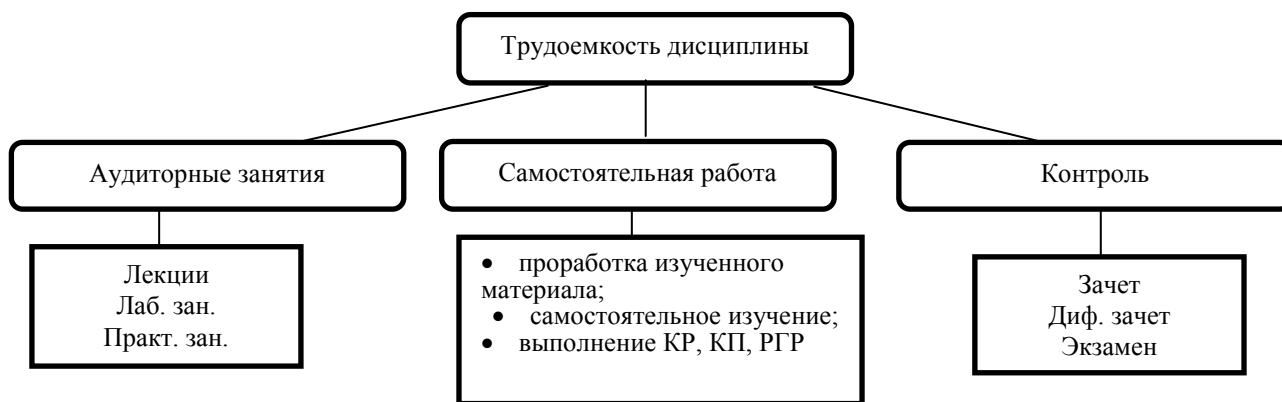 Трудоемкость дисциплины
Аудиторные занятия
Самостоятельная работа
Контроль
Лекции
Лаб. зан.
Практ. зан.
• проработка изученного
материала;
• самостоятельное изучение;
• выполнение КР, КП, РГР
Зачет
Диф. зачет
Экзамен